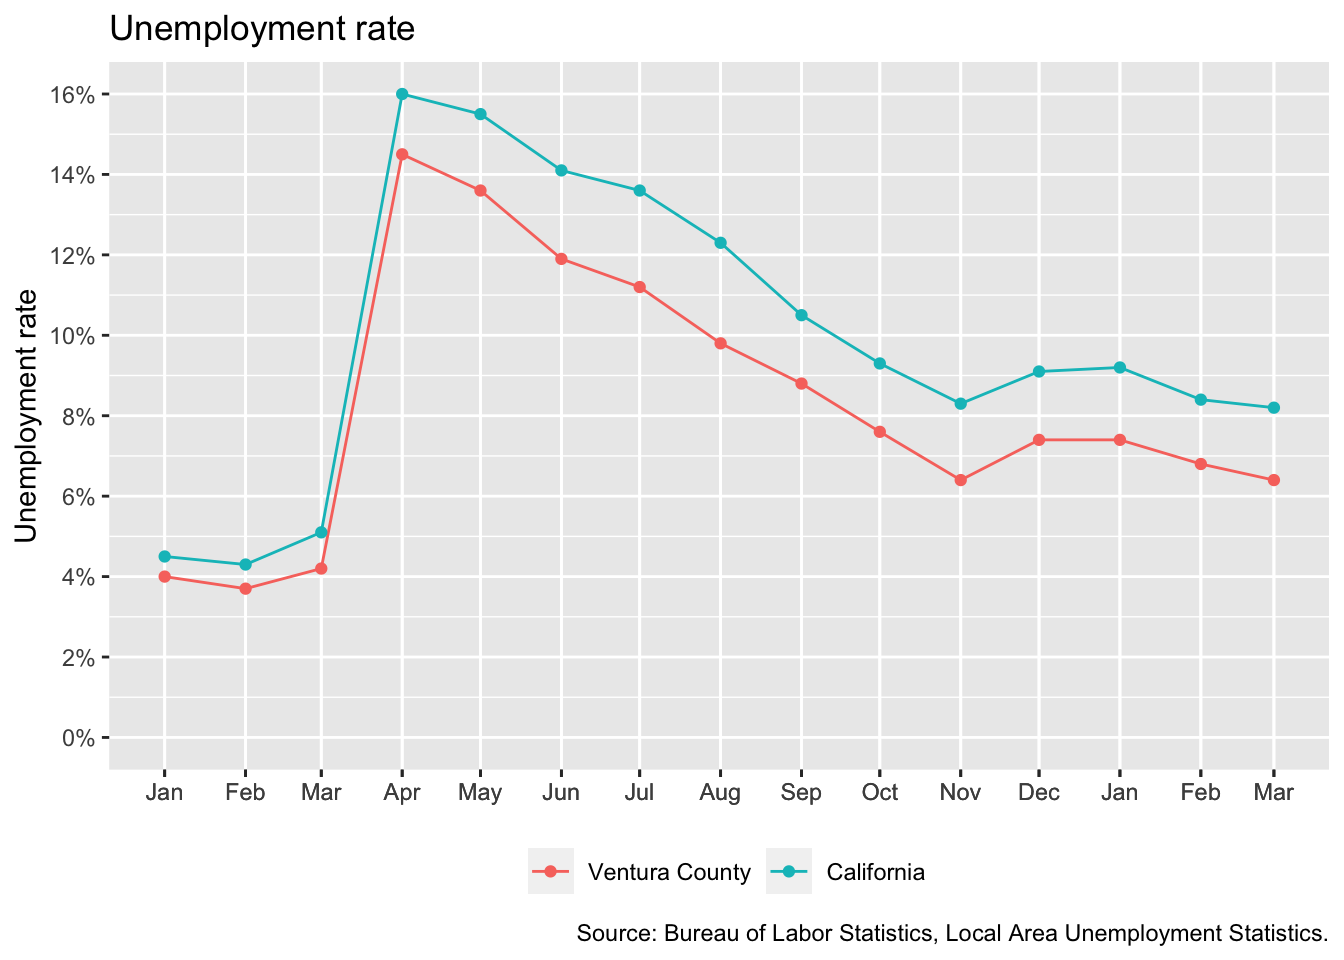 Unemployment rate
Unemployment rate
16%
14%
12%
10%
8%
6%
4%
2%
0%
Jan Feb Mar Apr May Jun Jul Aug Sep Oct Nov Dec Jan Feb Mar
Ventura County California
Source: Bureau of Labor Statistics, Local Area Unemployment Statistics.